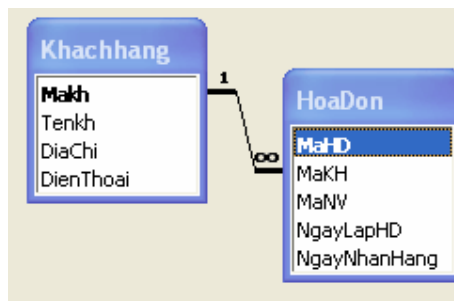 Khachhang
Makh
Tenkh
DiaChi
DienThoai
1
∞
HoaDon
MaHD
MaKH
MaNV
NgayLapHD
NgayNhanHang